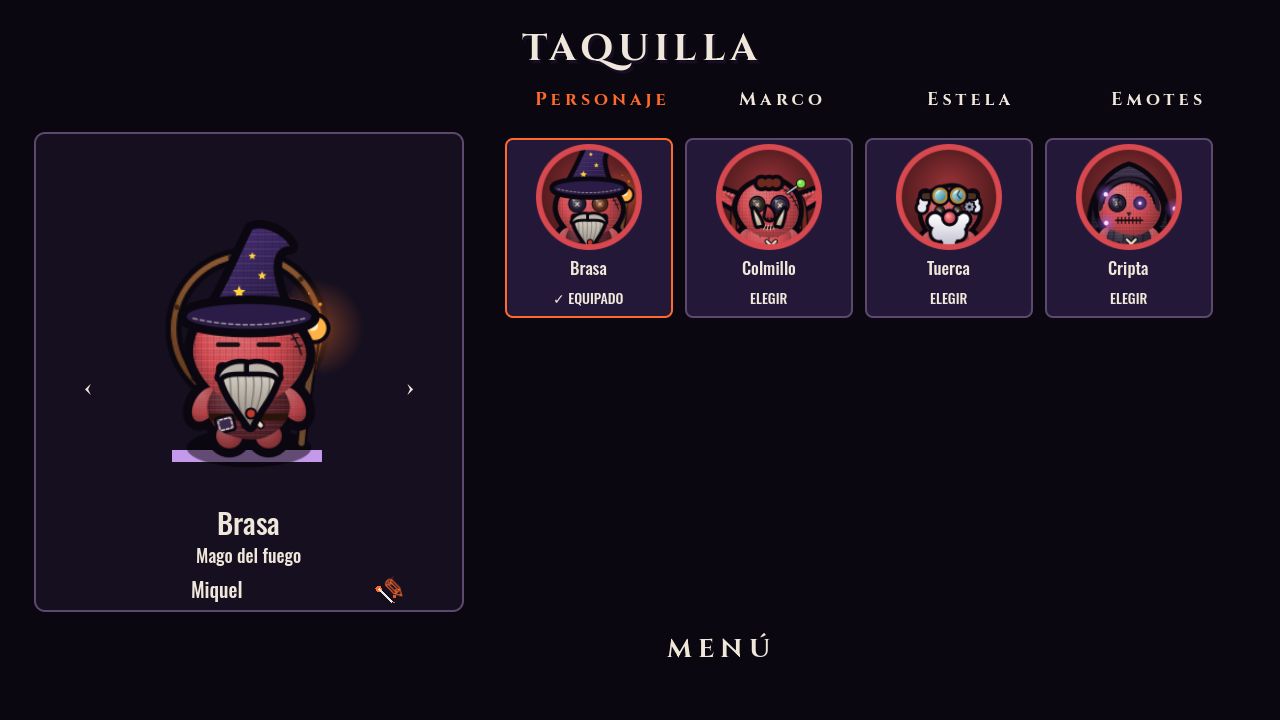 TAQUILLA
Personaje
Marco
Estela
Emotes
Brasa
✓ EQUIPADO
Colmillo
ELEGIR
Tuerca
ELEGIR
Cripta
ELEGIR
‹
›
Brasa
Mago del fuego
Miquel
MENÚ